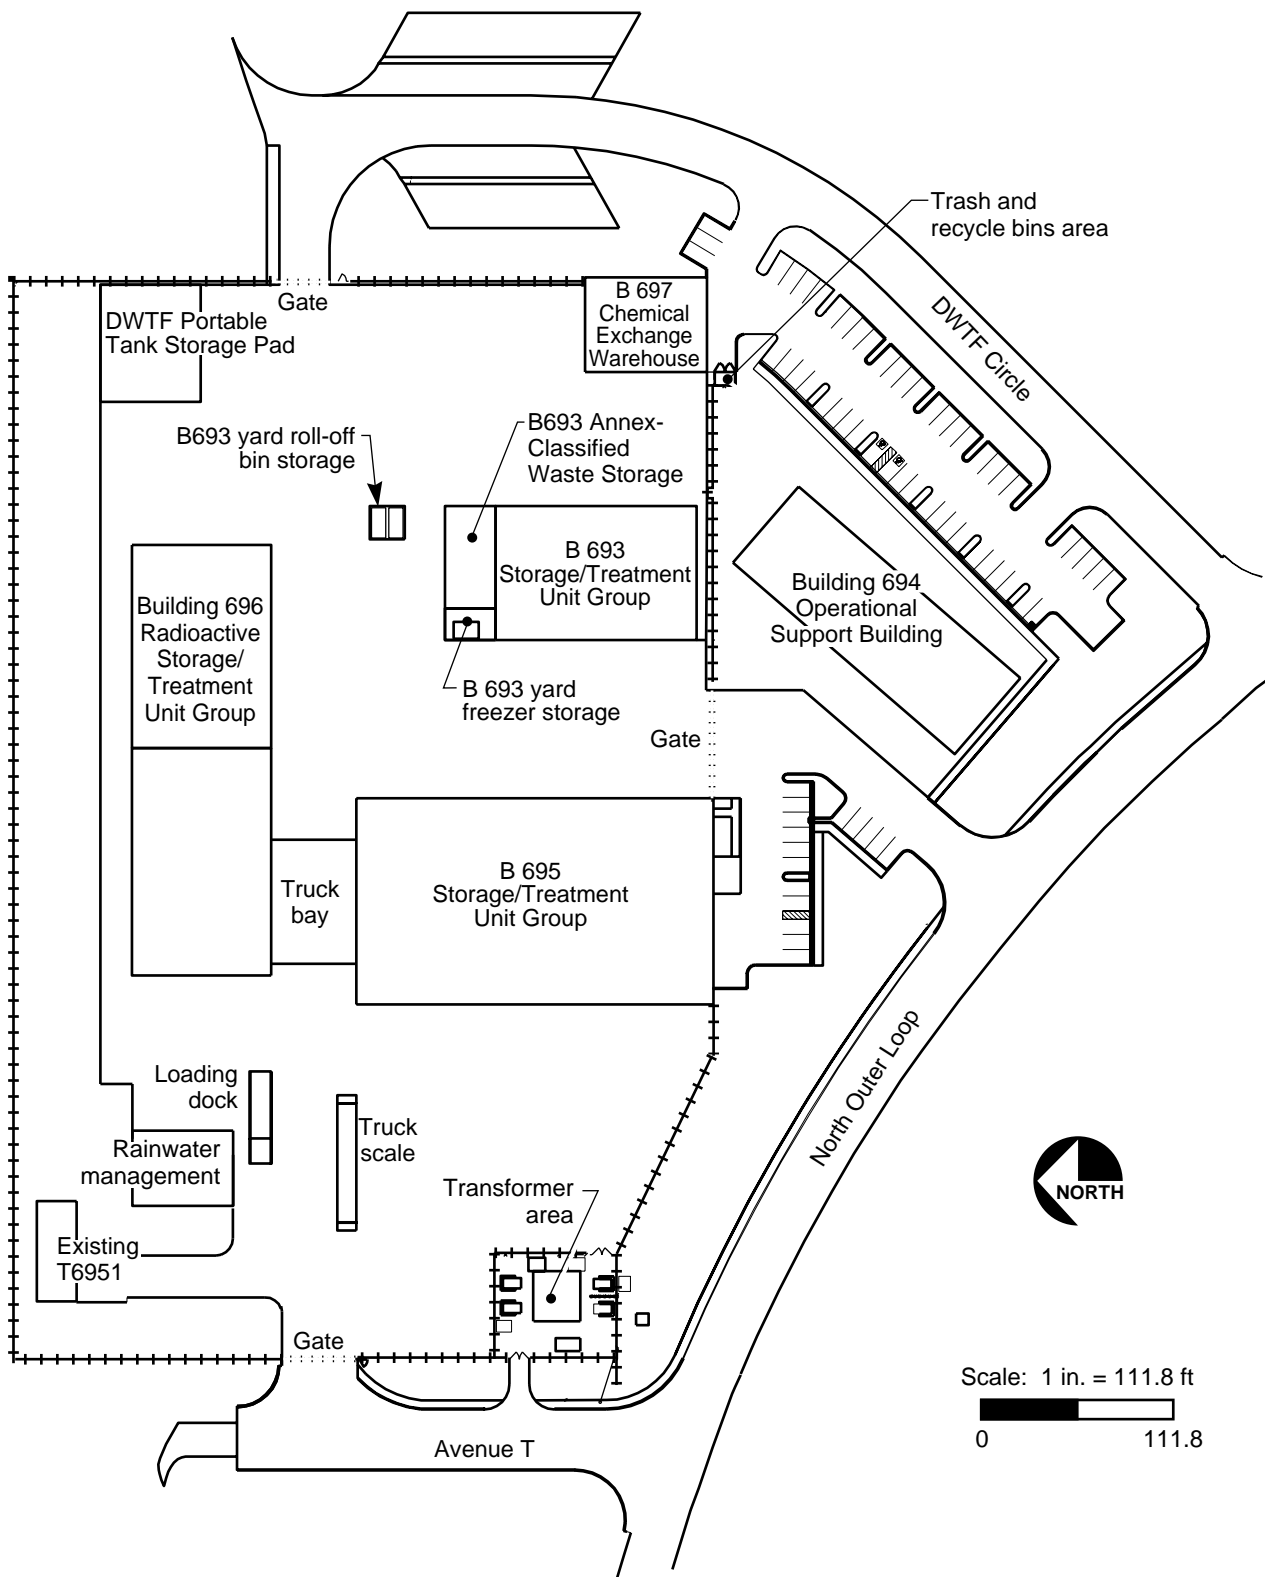 Trash and
recycle bins area
DWTF Circle
Gate
B 697
Chemical
Exchange
Warehouse
DWTF Portable
Tank Storage Pad
B693 yard roll-off
bin storage
B693 Annex-
Classified
Waste Storage
B 693
Storage/Treatment
Unit Group
Building 694
Operational
Support Building
Building 696
Radioactive
Storage/
Treatment
Unit Group
B 693 yard
freezer storage
Gate
B 695
Storage/Treatment
Unit Group
Truck
bay
North Outer Loop
Loading
dock
Truck
scale
Rainwater
management
Transformer
area
NORTH
Existing
T6951
Gate
Scale: 1 in. = 111.8 ft
0 111.8
Avenue T